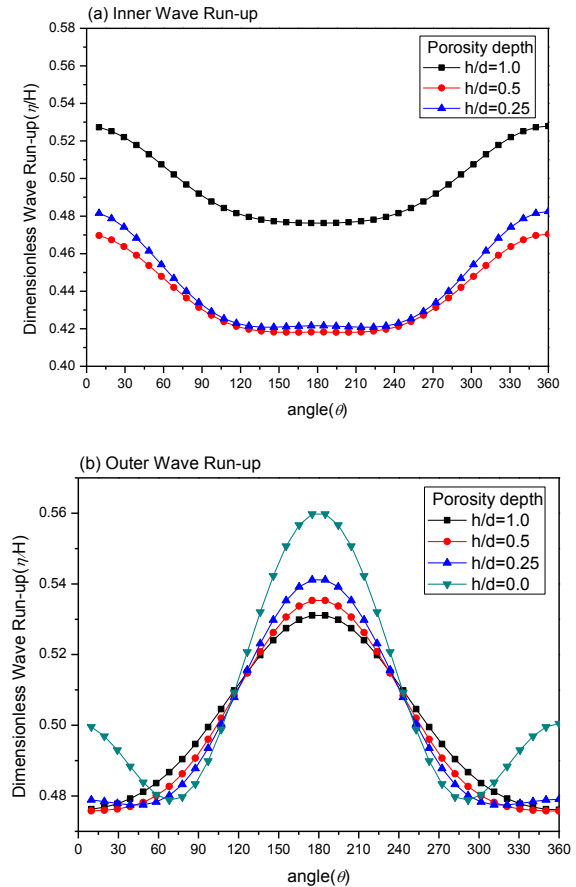 (a) Inner Wave Run-up
0.58
0.56
0.54
0.52
0.50
0.48
0.46
0.44
0.42
0.40
Dimensionless Wave Run-up(η/H)
Porosity depth
h/d=1.0
h/d=0.5
h/d=0.25
0 30 60 90 120 150 180 210 240 270 300 330 360
angle(θ)
(b) Outer Wave Run-up
0.56
0.54
0.52
0.50
0.48
Dimensionless Wave Run-up(η/H)
Porosity depth
h/d=1.0
h/d=0.5
h/d=0.25
h/d=0.0
0 30 60 90 120 150 180 210 240 270 300 330 360
angle(θ)